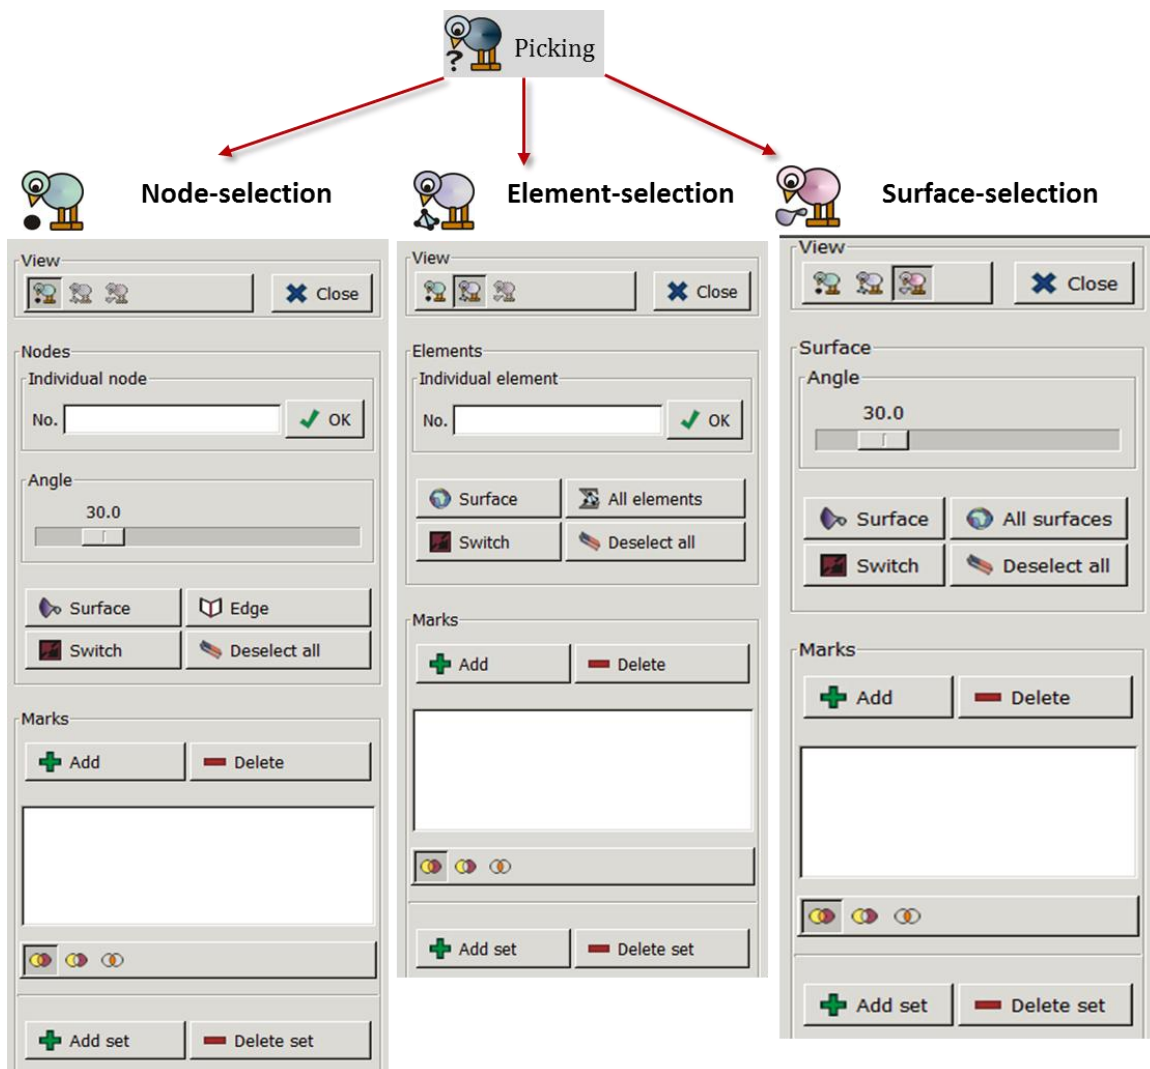 Picking
Node-selection
View
Close
Nodes
Individual node
No. OK
Angle
30.0
Surface Edge
Switch Deselect all
Marks
Add Delete
Add set Delete set
Element-selection
View
Close
Elements
Individual element
No. OK
Surface All elements
Switch Deselect all
Marks
Add Delete
Add set Delete set
Surface-selection
View
Close
Surface
Angle
30.0
Surface All surfaces
Switch Deselect all
Marks
Add Delete
Add set Delete set